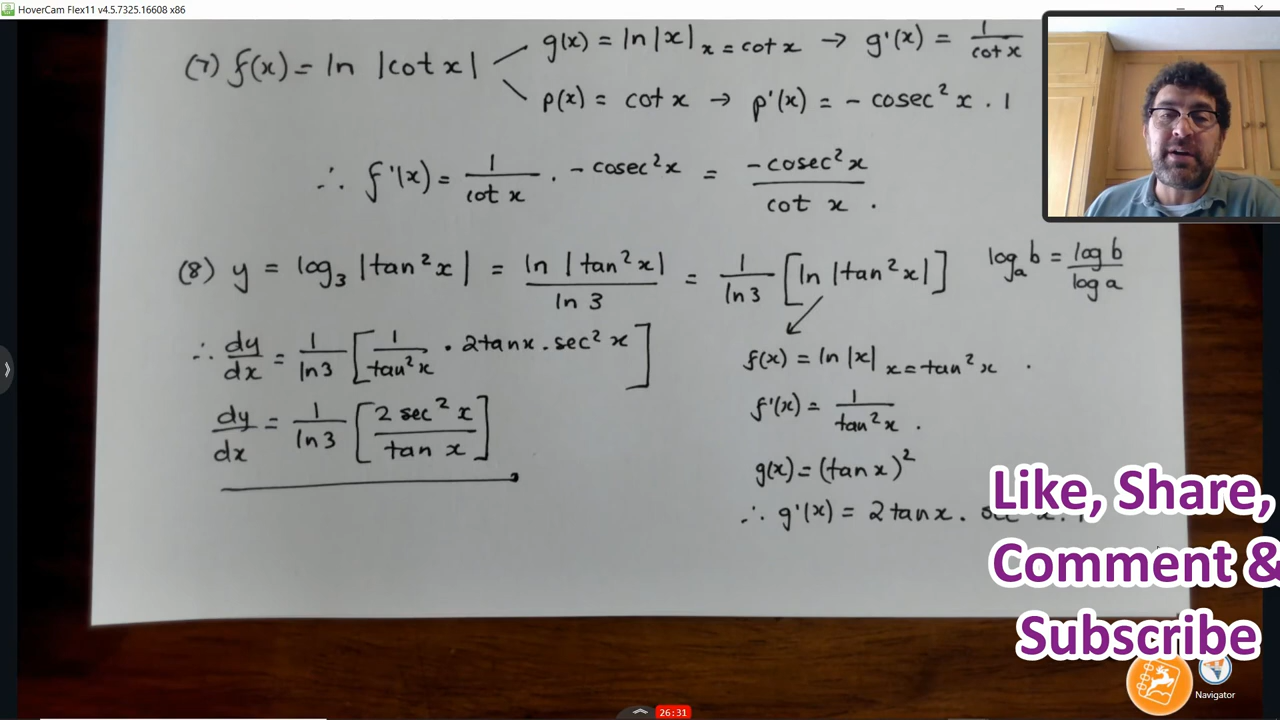 HoverCam Flex11 v4.5.7325.16608 x86
(7) f(x) = ln |cot x|
g(x) = ln |x| x = cot x → g'(x) = 1/cot x
p(x) = cot x → p'(x) = - cosec² x . 1
∴ f'(x) = 1/cot x . - cosec² x = -cosec² x/cot x .
(8) y = log₃ |tan² x| = ln |tan² x|/ln 3 = 1/ln 3 [ln |tan² x|]
logₐ b = log b/log a
∴ dy/dx = 1/ln 3 [1/tan² x . 2 tan x . sec² x]
dy/dx = 1/ln 3 [2 sec² x/tan x]
f(x) = ln |x| x = tan² x .
f'(x) = 1/tan² x .
g(x) = (tan x)²
∴ g'(x) = 2 tan x .
Like, Share,
Comment &
Subscribe
Navigator
26:31